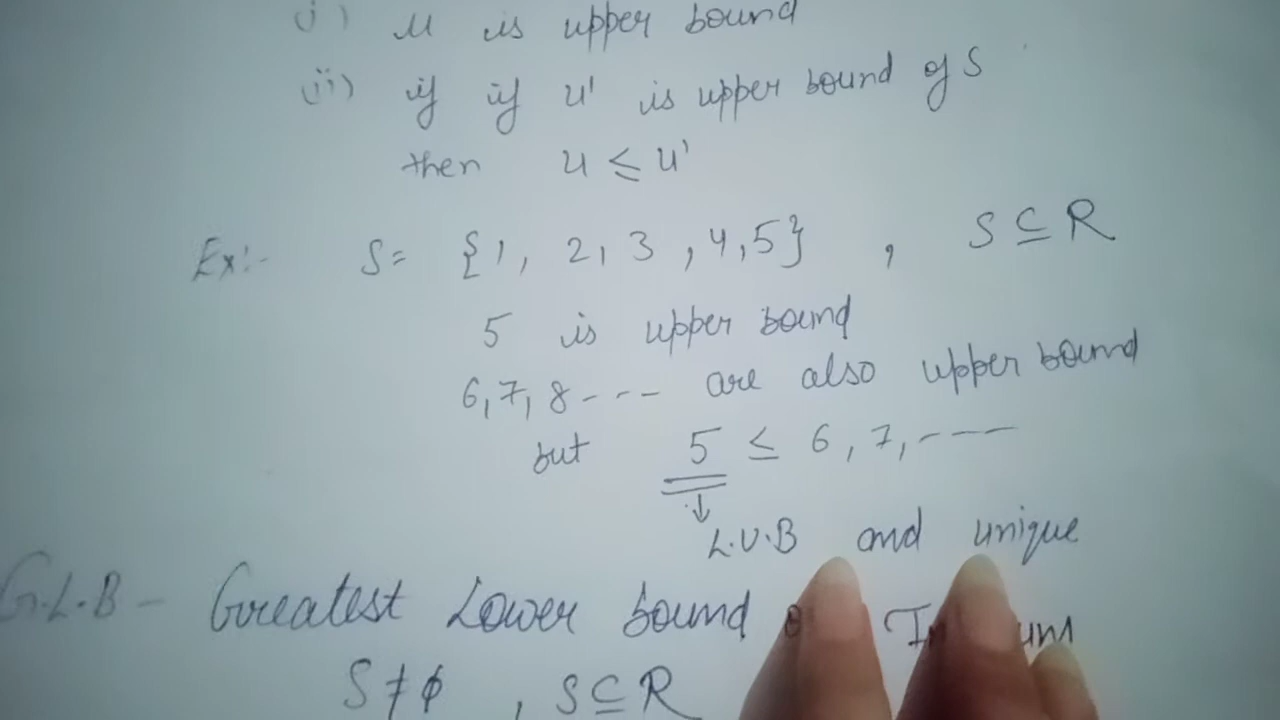 (i) u is upper bound
(ii) if if u' is upper bound of S
then u ≤ u'
Ex:- S = {1, 2, 3, 4, 5} , S ⊆ R
5 is upper bound
6, 7, 8 - - - are also upper bound
but 5 ≤ 6, 7, - - -
↓
L.U.B and unique
G.L.B - Greatest Lower bound
S ≠ ϕ , S ⊆ R